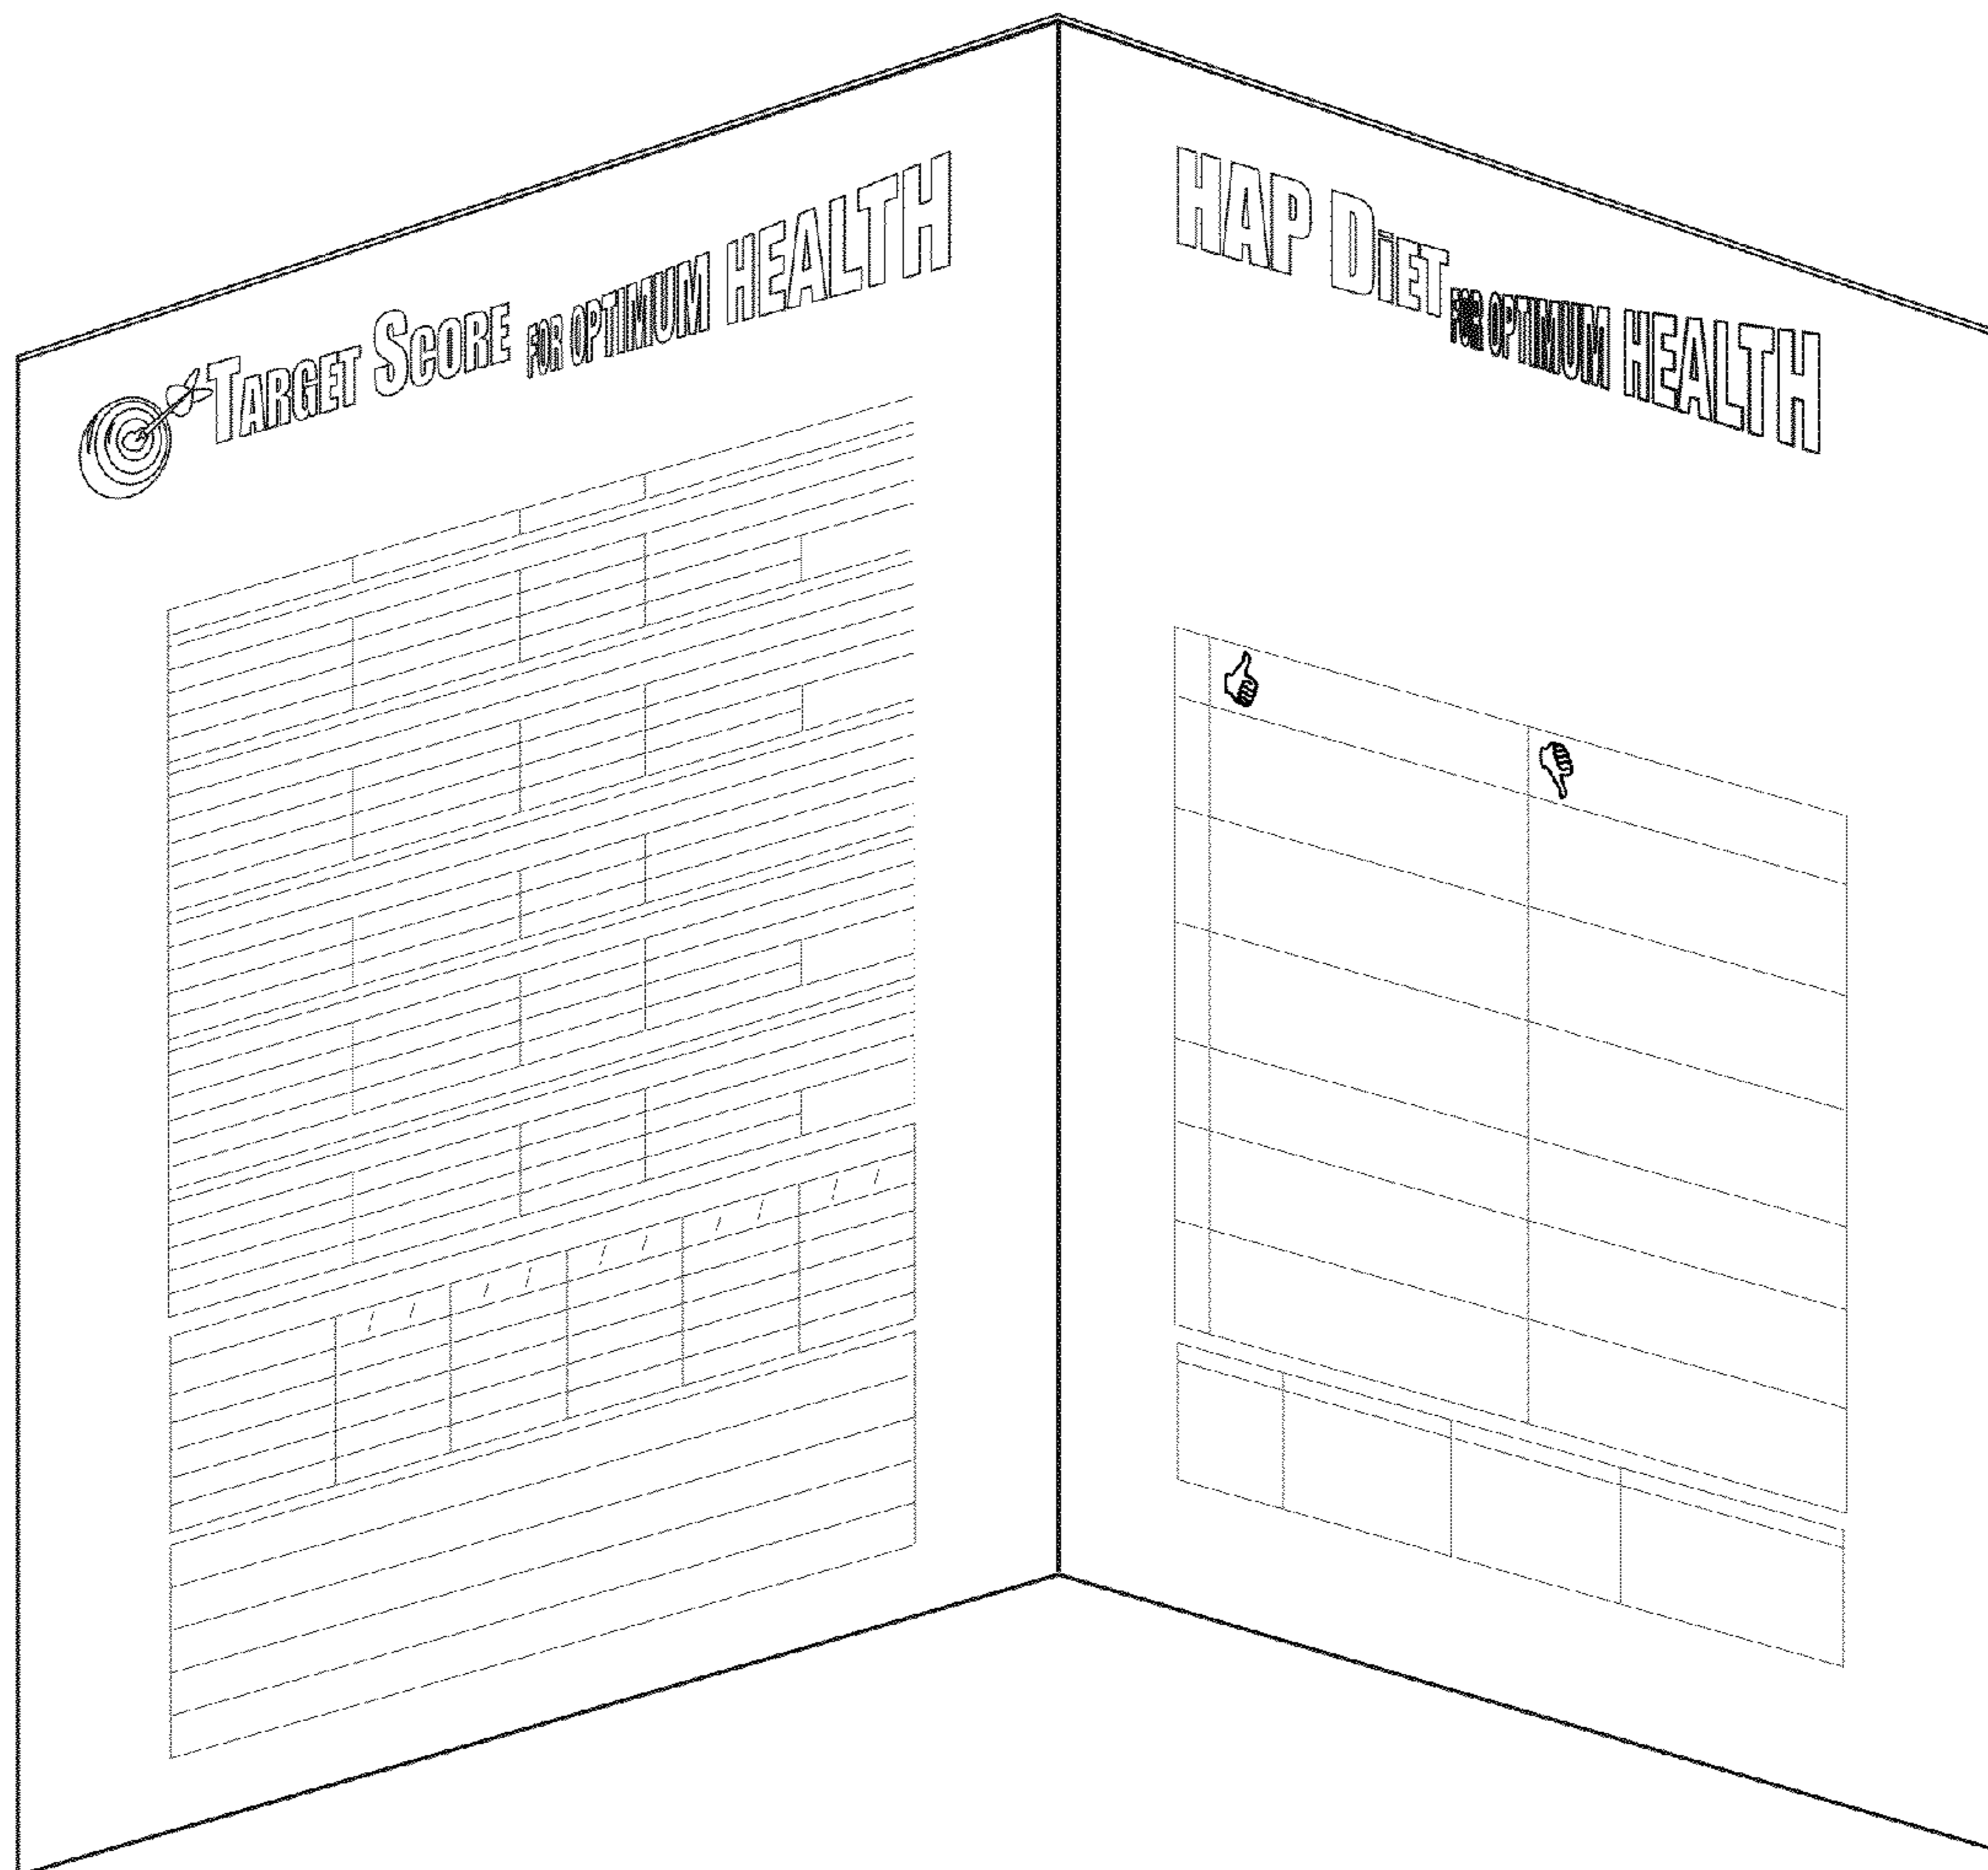 TARGET SCORE FOR OPTIMUM HEALTH
HAP DiET FOR OPTIMUM HEALTH